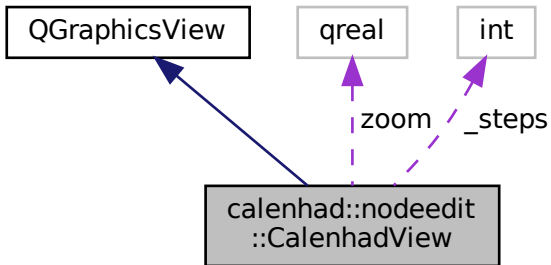 QGraphicsView
qreal
int
zoom
_steps
calenhad::nodeedit
::CalenhadView